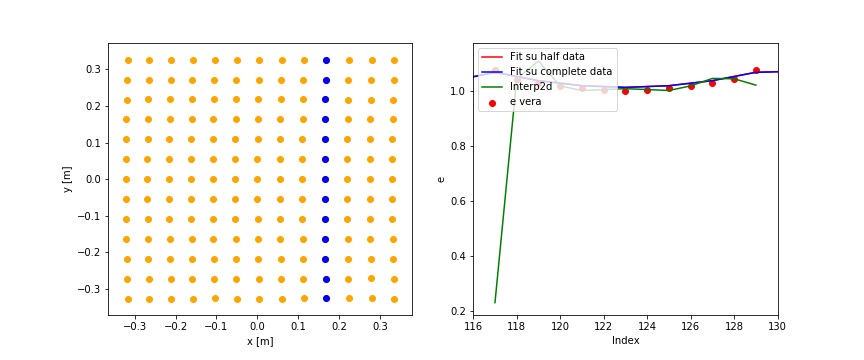 0.3
0.2
0.1
0.0
−0.1
−0.2
−0.3
y [m]
−0.3 −0.2 −0.1 0.0 0.1 0.2 0.3
x [m]
Fit su half data
Fit su complete data
Interp2d
e vera
1.0
0.8
0.6
0.4
0.2
e
116 118 120 122 124 126 128 130
Index